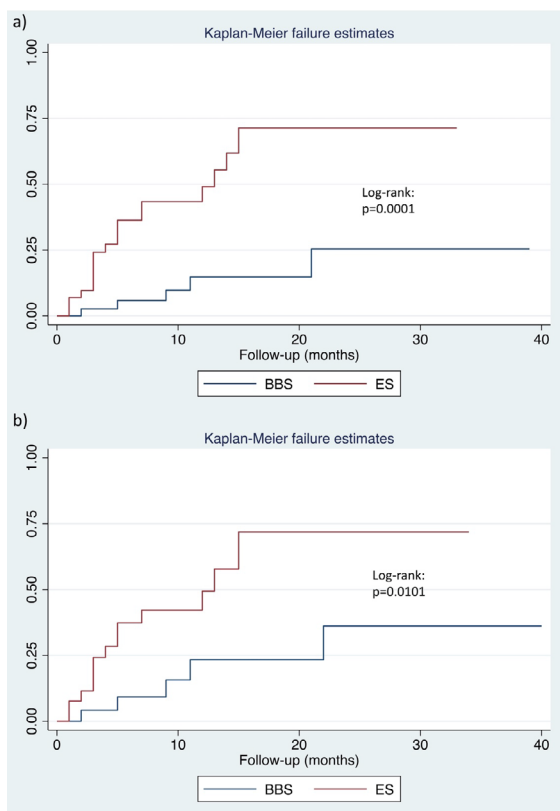 a)
Kaplan-Meier failure estimates
1.00
0.75
0.50
0.25
0.00
Log-rank:
p=0.0001
0 10 20 30 40
Follow-up (months)
BBS ES
b)
Kaplan-Meier failure estimates
1.00
0.75
0.50
0.25
0.00
Log-rank:
p=0.0101
0 10 20 30 40
Follow-up (months)
BBS ES